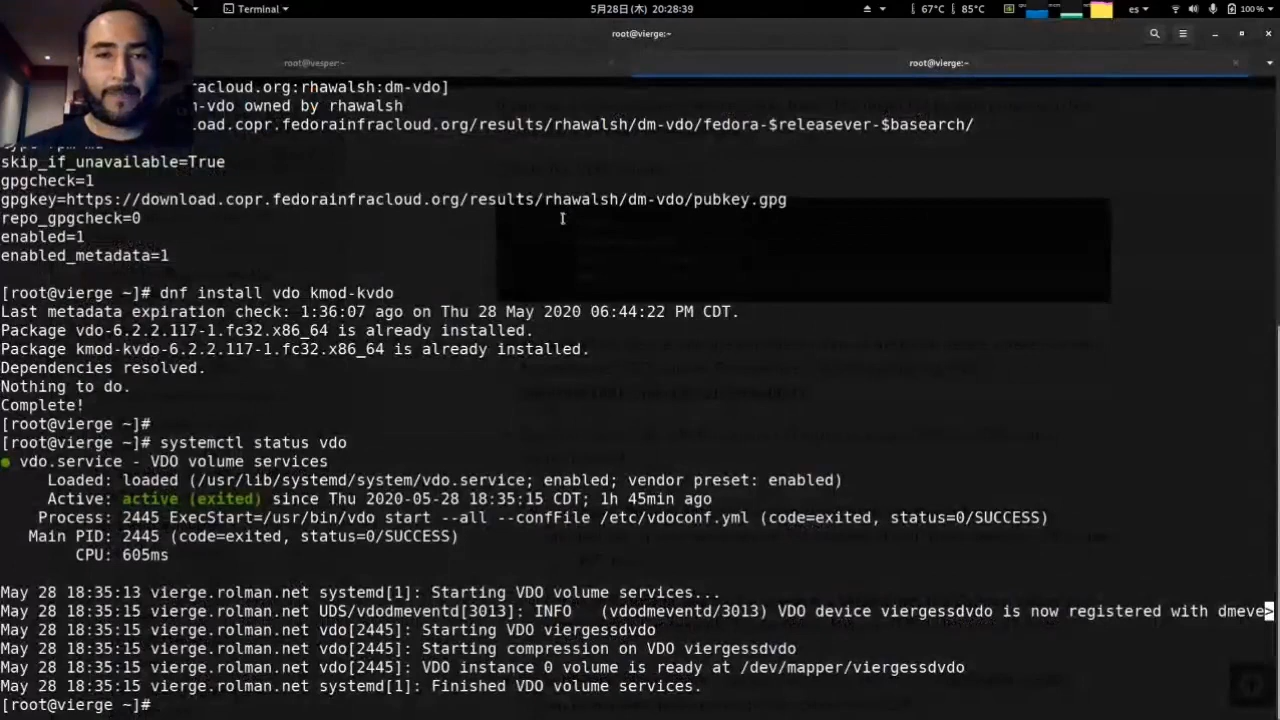 Terminal
5月28日(木) 20:28:39
67°C
85°C
es
100 %
root@vierge:~
root@vesper:~
root@vierge:~
racloud.org:rhawalsh:dm-vdo]
m-vdo owned by rhawalsh
load.copr.fedorainfracloud.org/results/rhawalsh/dm-vdo/fedora-$releasever-$basearch/
type=rpm-md
skip_if_unavailable=True
gpgcheck=1
gpgkey=https://download.copr.fedorainfracloud.org/results/rhawalsh/dm-vdo/pubkey.gpg
repo_gpgcheck=0
enabled=1
enabled_metadata=1
[root@vierge ~]# dnf install vdo kmod-kvdo
Last metadata expiration check: 1:36:07 ago on Thu 28 May 2020 06:44:22 PM CDT.
Package vdo-6.2.2.117-1.fc32.x86_64 is already installed.
Package kmod-kvdo-6.2.2.117-1.fc32.x86_64 is already installed.
Dependencies resolved.
Nothing to do.
Complete!
[root@vierge ~]#
[root@vierge ~]# systemctl status vdo
● vdo.service - VDO volume services
Loaded: loaded (/usr/lib/systemd/system/vdo.service; enabled; vendor preset: enabled)
Active: active (exited) since Thu 2020-05-28 18:35:15 CDT; 1h 45min ago
Process: 2445 ExecStart=/usr/bin/vdo start --all --confFile /etc/vdoconf.yml (code=exited, status=0/SUCCESS)
Main PID: 2445 (code=exited, status=0/SUCCESS)
CPU: 605ms
May 28 18:35:13 vierge.rolman.net systemd[1]: Starting VDO volume services...
May 28 18:35:15 vierge.rolman.net UDS/vdodmeventd[3013]: INFO   (vdodmeventd/3013) VDO device viergessdvdo is now registered with dmeve>
May 28 18:35:15 vierge.rolman.net vdo[2445]: Starting VDO viergessdvdo
May 28 18:35:15 vierge.rolman.net vdo[2445]: Starting compression on VDO viergessdvdo
May 28 18:35:15 vierge.rolman.net vdo[2445]: VDO instance 0 volume is ready at /dev/mapper/viergessdvdo
May 28 18:35:15 vierge.rolman.net systemd[1]: Finished VDO volume services.
[root@vierge ~]#